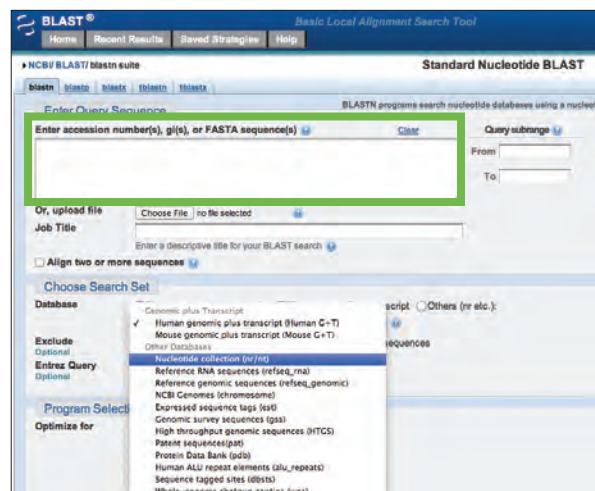 BLAST® Basic Local Alignment Search Tool
Home Recent Results Saved Strategies Help
NCBI/ BLAST/ blastn suite Standard Nucleotide BLAST
blastn blastp blastx tblastn tblastx
Enter Query Sequence BLASTN programs search nucleotide databases using a nucleot
Enter accession number(s), gi(s), or FASTA sequence(s) Clear Query subrange
From
To
Or, upload file Choose File no file selected
Job Title
Enter a descriptive title for your BLAST search
Align two or more sequences
Choose Search Set
Database script Others (nr etc.):
Genomic plus Transcript
✓ Human genomic plus transcript (Human G+T)
Mouse genomic plus transcript (Mouse G+T)
Exclude equences
Optional
Other Databases
Nucleotide collection (nr/nt)
Entrez Query
Optional
Reference RNA sequences (refseq_rna)
Reference genomic sequences (refseq_genomic)
NCBI Genomes (chromosome)
Expressed sequence tags (est)
Program Selecti
Genomic survey sequences (gss)
Optimize for
High throughput genomic sequences (HTGS)
Patent sequences(pat)
Protein Data Bank (pdb)
Human ALU repeat elements (alu_repeats)
Sequence tagged sites (dbsts)